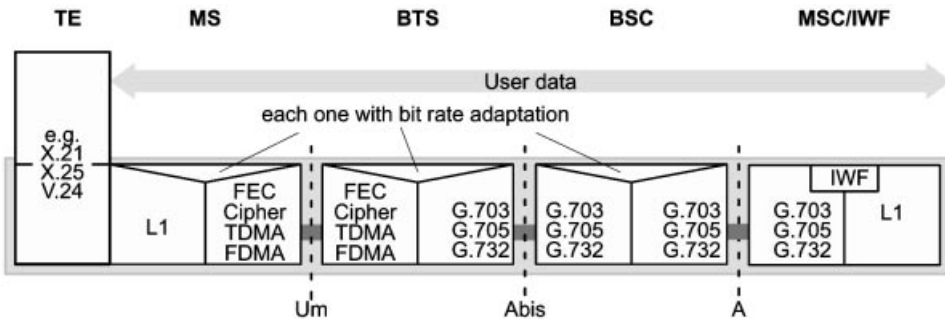 TE MS BTS BSC MSC/IWF
User data
each one with bit rate adaptation
e.g.
X.21
X.25
V.24
L1
FEC
Cipher
TDMA
FDMA
FEC
Cipher
TDMA
FDMA
G.703
G.705
G.732
G.703
G.705
G.732
G.703
G.705
G.732
G.703
G.705
G.732
IWF
L1
Um Abis A